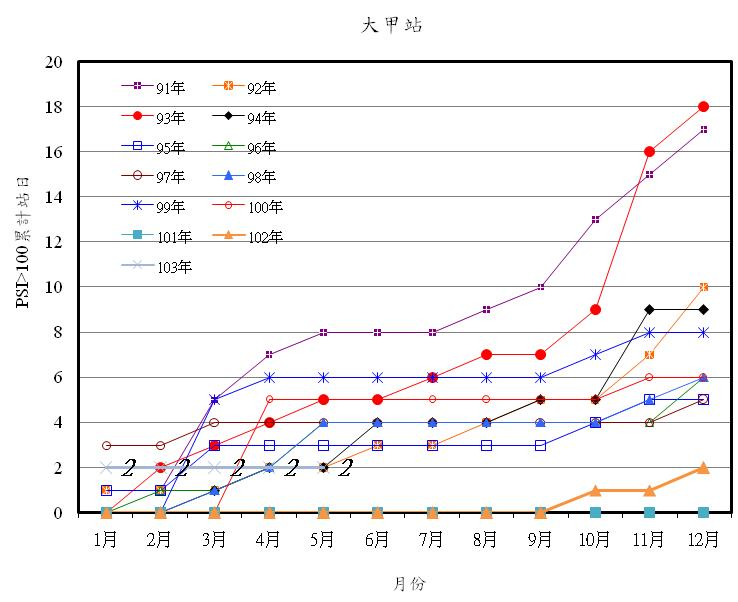 大甲站
PSI>100累計站日
20
18
16
14
12
10
8
6
4
2
0
91年 92年
93年 94年
95年 96年
97年 98年
99年 100年
101年 102年
103年
2 2 2 2 2
1月 2月 3月 4月 5月 6月 7月 8月 9月 10月 11月 12月
月份